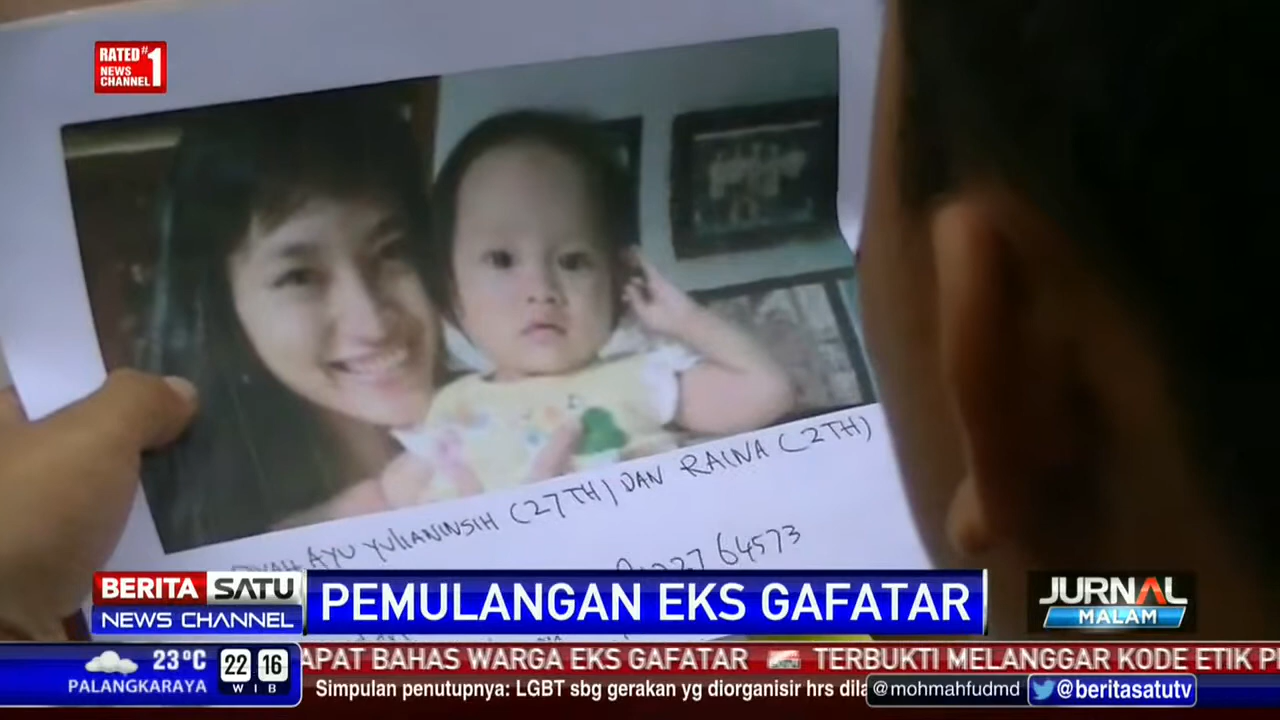 RATED #1
NEWS
CHANNEL
AYU YULIANINSIH (27TH) DAN RAINA (2TH)
64573
BERITA SATU
NEWS CHANNEL
PEMULANGAN EKS GAFATAR
JURNAL
MALAM
23°C
PALANGKARAYA
22 16
WIB
APAT BAHAS WARGA EKS GAFATAR TERBUKTI MELANGGAR KODE ETIK P
Simpulan penutupnya: LGBT sbg gerakan yg diorganisir hrs dila
@mohmahfudmd
@beritasatutv